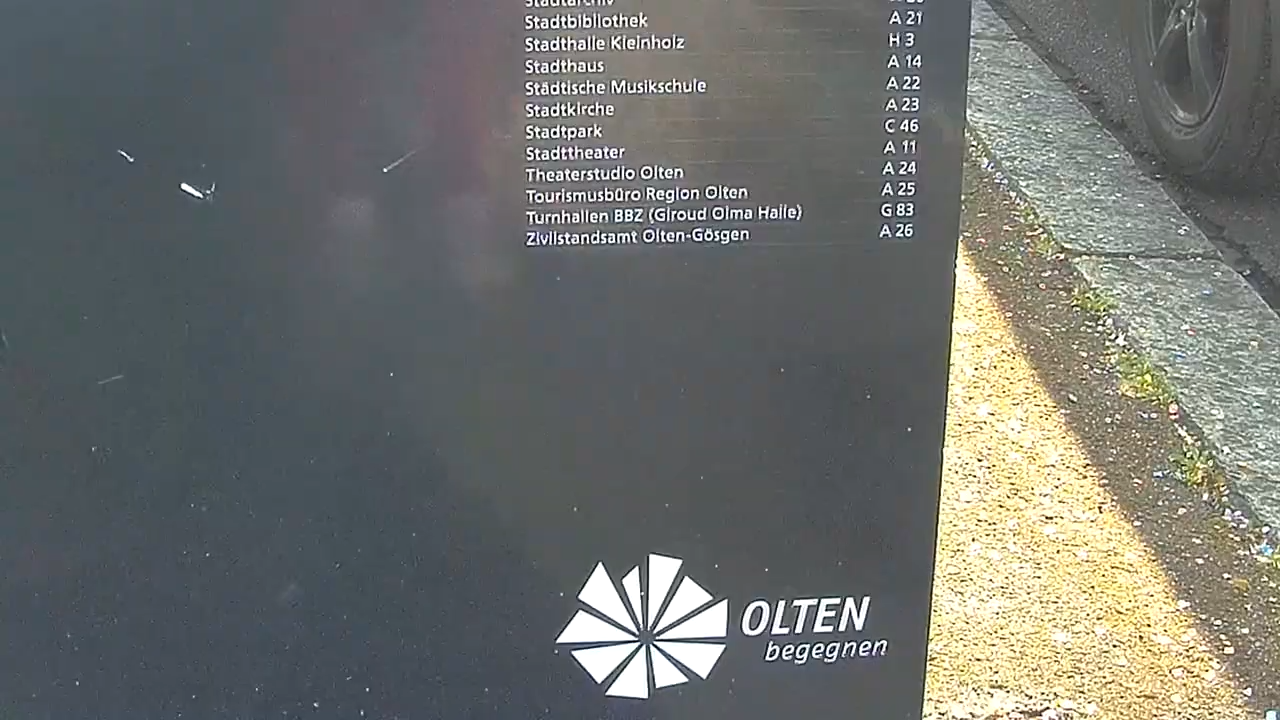 Stadtarchiv
Stadtbibliothek A 21
Stadthalle Kleinholz H 3
Stadthaus A 14
Städtische Musikschule A 22
Stadtkirche A 23
Stadtpark C 46
Stadttheater A 11
Theaterstudio Olten A 24
Tourismusbüro Region Olten A 25
Turnhallen BBZ (Giroud Olma Halle) G 83
Zivilstandsamt Olten-Gösgen A 26
OLTEN
begegnen